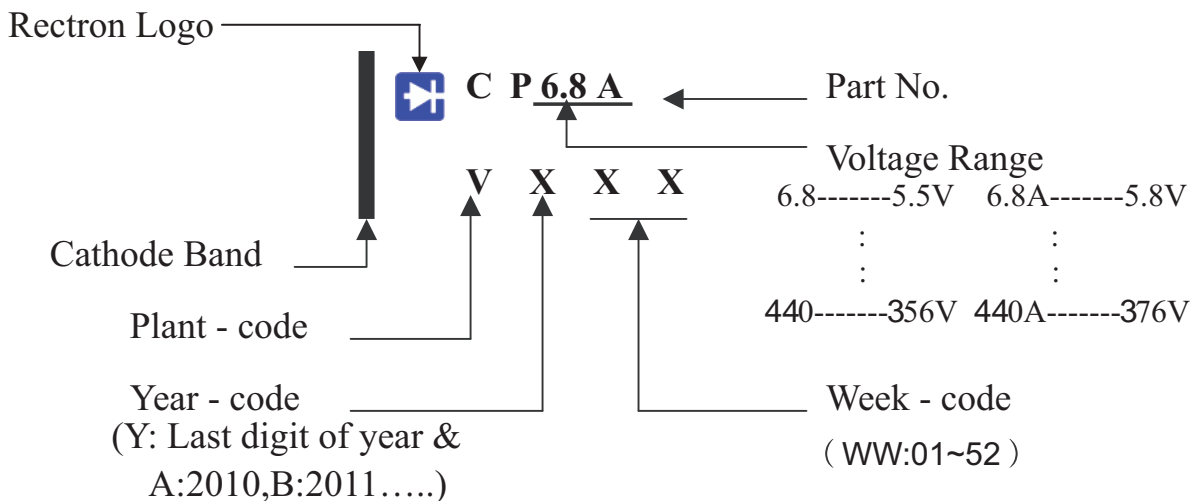 Rectron Logo
C P 6.8 A
Part No.
Voltage Range
6.8-------5.5V 6.8A-------5.8V
: :
: :
440-------356V 440A-------376V
V X X X
Cathode Band
Plant - code
Year - code
(Y: Last digit of year &
A:2010,B:2011…..)
Week - code
（WW:01~52）